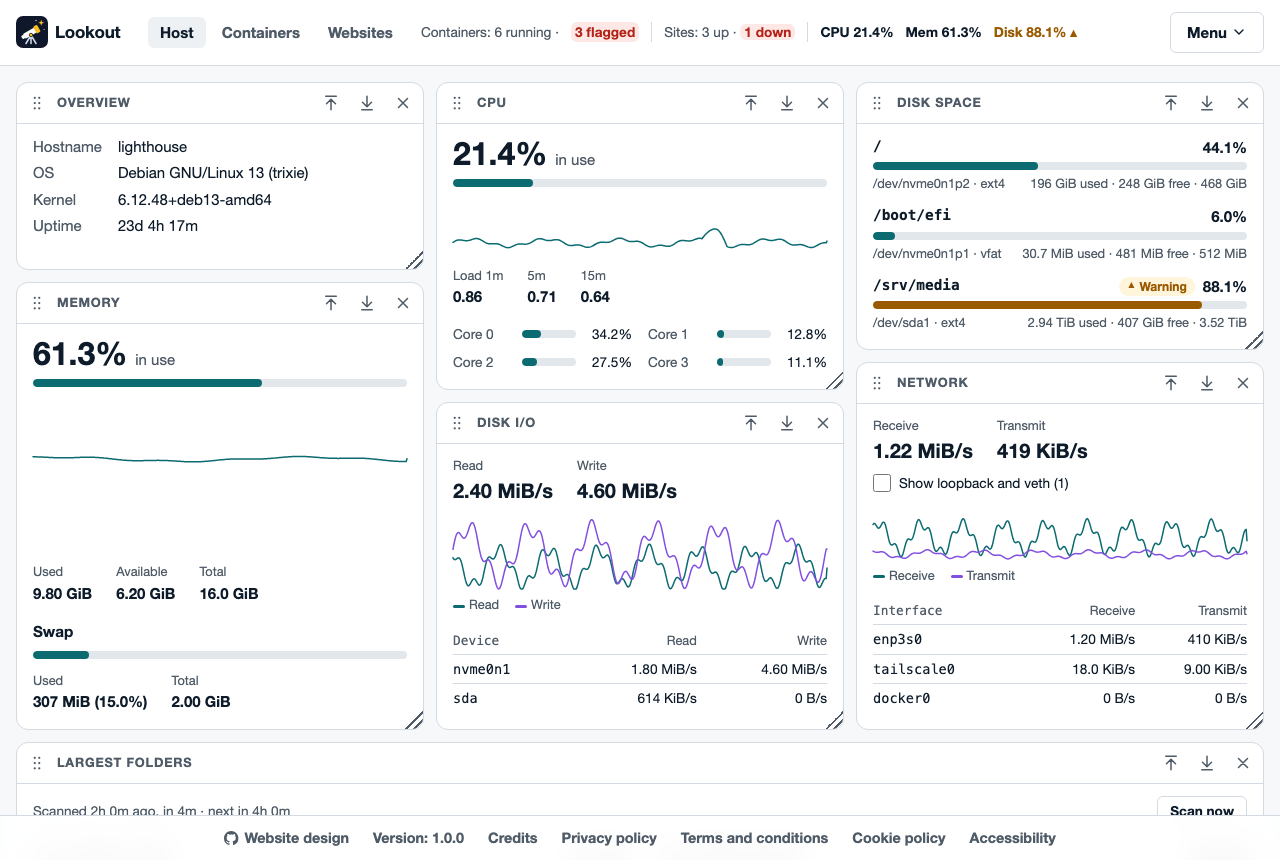 Lookout
Host
Containers
Websites
Containers: 6 running · 3 flagged
Sites: 3 up · 1 down
CPU 21.4% Mem 61.3% Disk 88.1% ▲
Menu
OVERVIEW
Hostname lighthouse
OS Debian GNU/Linux 13 (trixie)
Kernel 6.12.48+deb13-amd64
Uptime 23d 4h 17m
MEMORY
61.3% in use
Used Available Total
9.80 GiB 6.20 GiB 16.0 GiB
Swap
Used Total
307 MiB (15.0%) 2.00 GiB
CPU
21.4% in use
Load 1m 5m 15m
0.86 0.71 0.64
Core 0 34.2% Core 1 12.8%
Core 2 27.5% Core 3 11.1%
DISK I/O
Read Write
2.40 MiB/s 4.60 MiB/s
Read Write
Device Read Write
nvme0n1 1.80 MiB/s 4.60 MiB/s
sda 614 KiB/s 0 B/s
DISK SPACE
/ 44.1%
/dev/nvme0n1p2 · ext4 196 GiB used · 248 GiB free · 468 GiB
/boot/efi 6.0%
/dev/nvme0n1p1 · vfat 30.7 MiB used · 481 MiB free · 512 MiB
/srv/media ▲ Warning 88.1%
/dev/sda1 · ext4 2.94 TiB used · 407 GiB free · 3.52 TiB
NETWORK
Receive Transmit
1.22 MiB/s 419 KiB/s
Show loopback and veth (1)
Receive Transmit
Interface Receive Transmit
enp3s0 1.20 MiB/s 410 KiB/s
tailscale0 18.0 KiB/s 9.00 KiB/s
docker0 0 B/s 0 B/s
LARGEST FOLDERS
Scanned 2h 0m ago, in 4m · next in 4h 0m
Scan now
Website design Version: 1.0.0 Credits Privacy policy Terms and conditions Cookie policy Accessibility